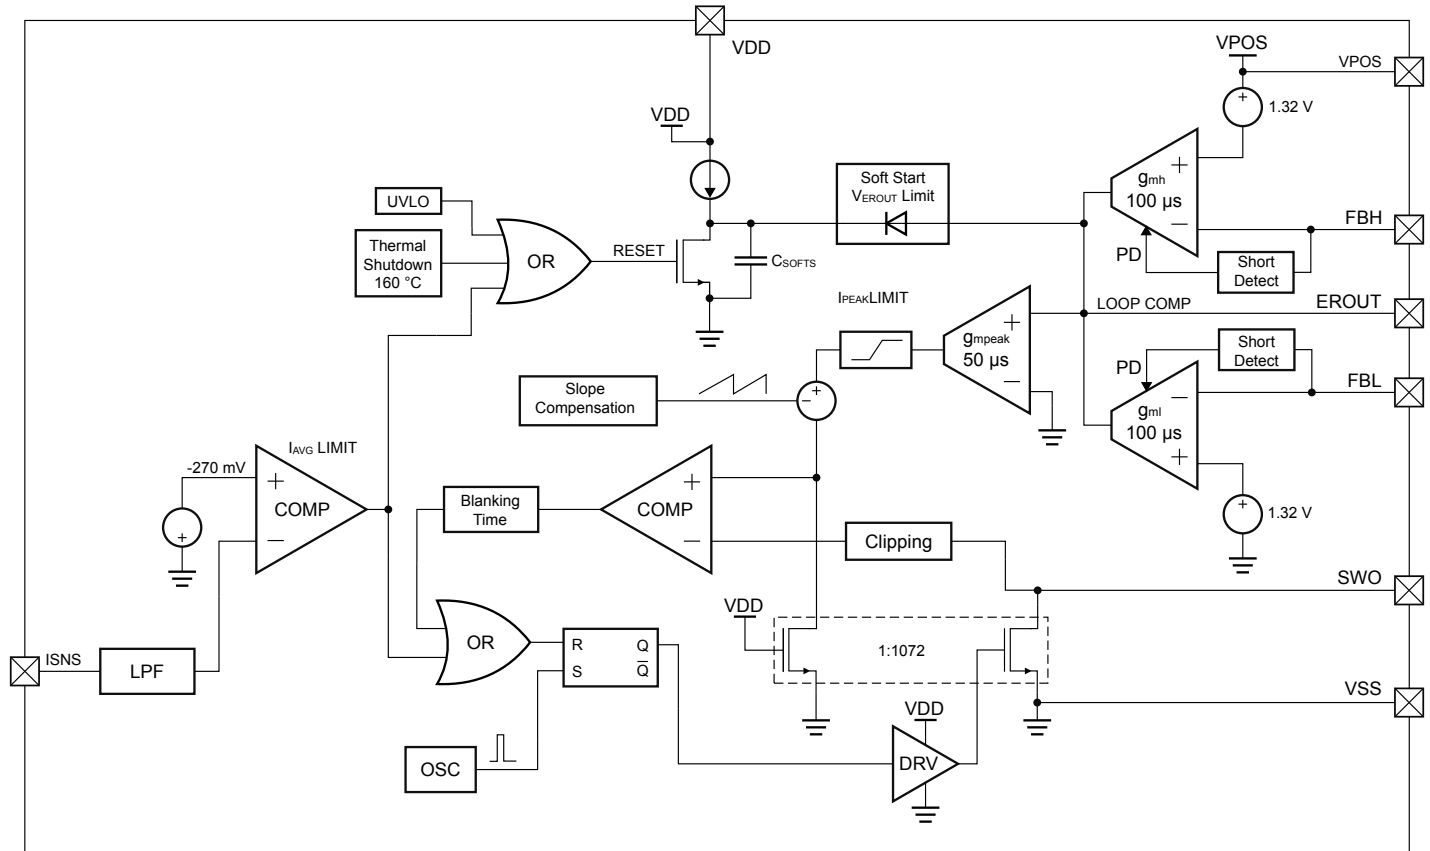 VDD
VPOS
VPOS
1.32 V
VDD
Soft Start
VEROUT Limit
gmh
100 µs
UVLO
FBH
Thermal
Shutdown
160 °C
OR
RESET
CSOFTS
PD
Short
Detect
IPEAKLIMIT
LOOP COMP
EROUT
gmpeak
50 µs
Short
Detect
PD
FBL
Slope
Compensation
gml
100 µs
IAVG LIMIT
-270 mV
COMP
Blanking
Time
COMP
1.32 V
Clipping
SWO
VDD
OR
R
Q
1:1072
ISNS
LPF
S
Q̅
VSS
VDD
OSC
DRV